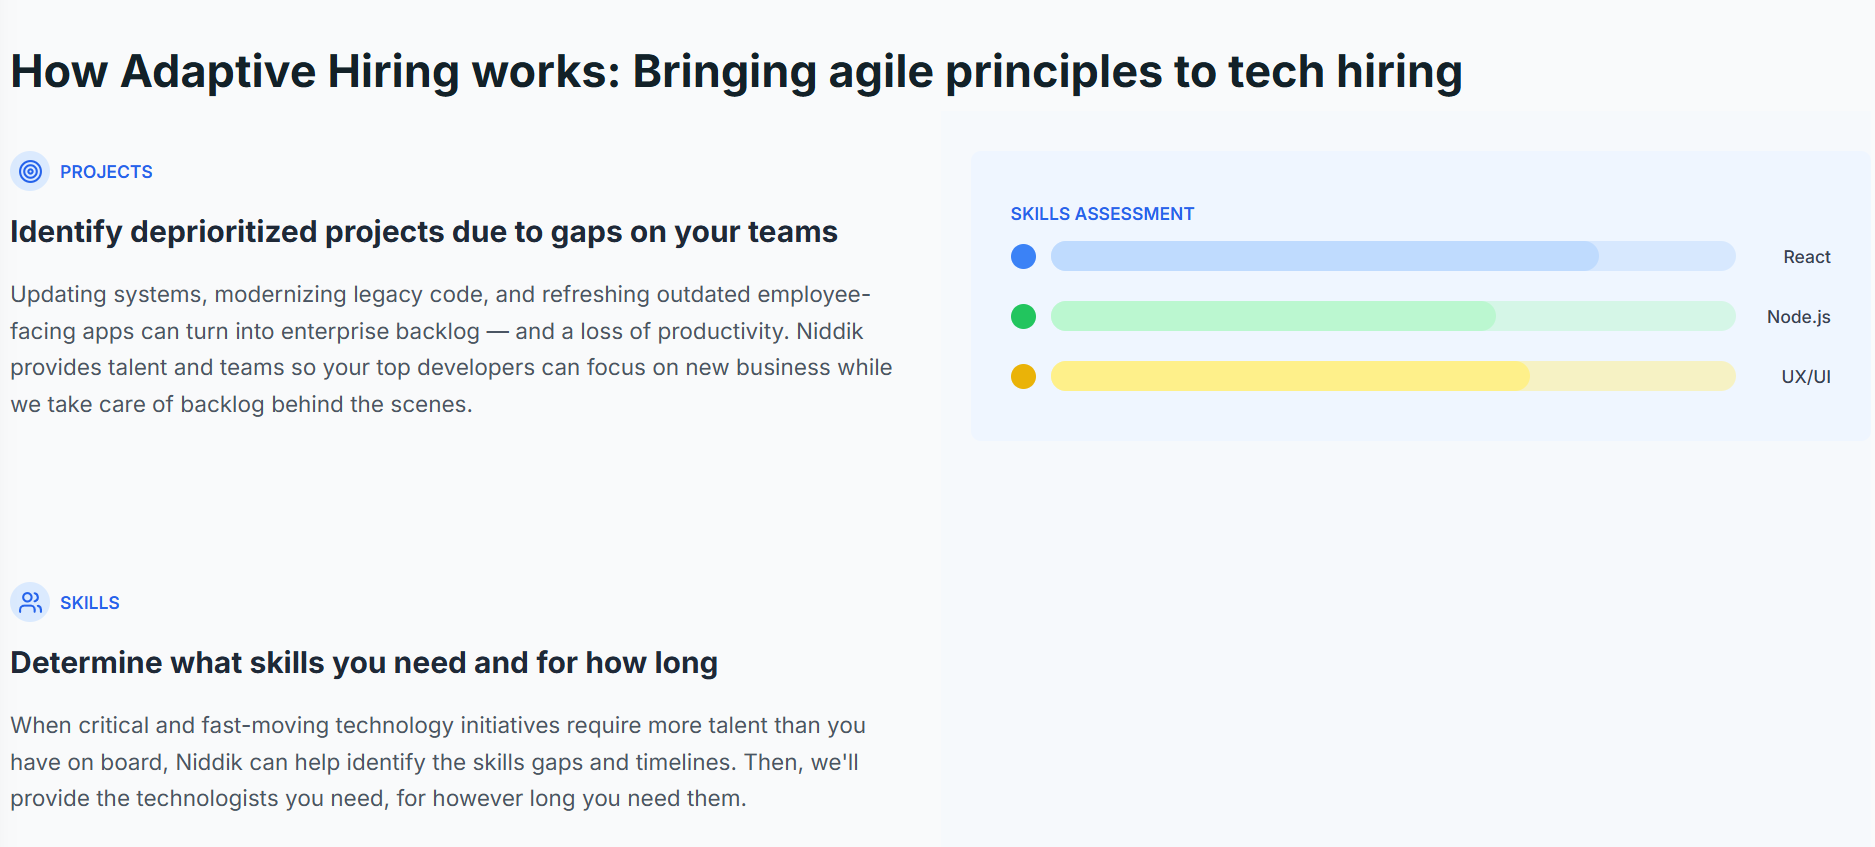 How Adaptive Hiring works: Bringing agile principles to tech hiring
PROJECTS
Identify deprioritized projects due to gaps on your teams
Updating systems, modernizing legacy code, and refreshing outdated employee-
facing apps can turn into enterprise backlog — and a loss of productivity. Niddik
provides talent and teams so your top developers can focus on new business while
we take care of backlog behind the scenes.
SKILLS ASSESSMENT
React
Node.js
UX/UI
SKILLS
Determine what skills you need and for how long
When critical and fast-moving technology initiatives require more talent than you
have on board, Niddik can help identify the skills gaps and timelines. Then, we'll
provide the technologists you need, for however long you need them.